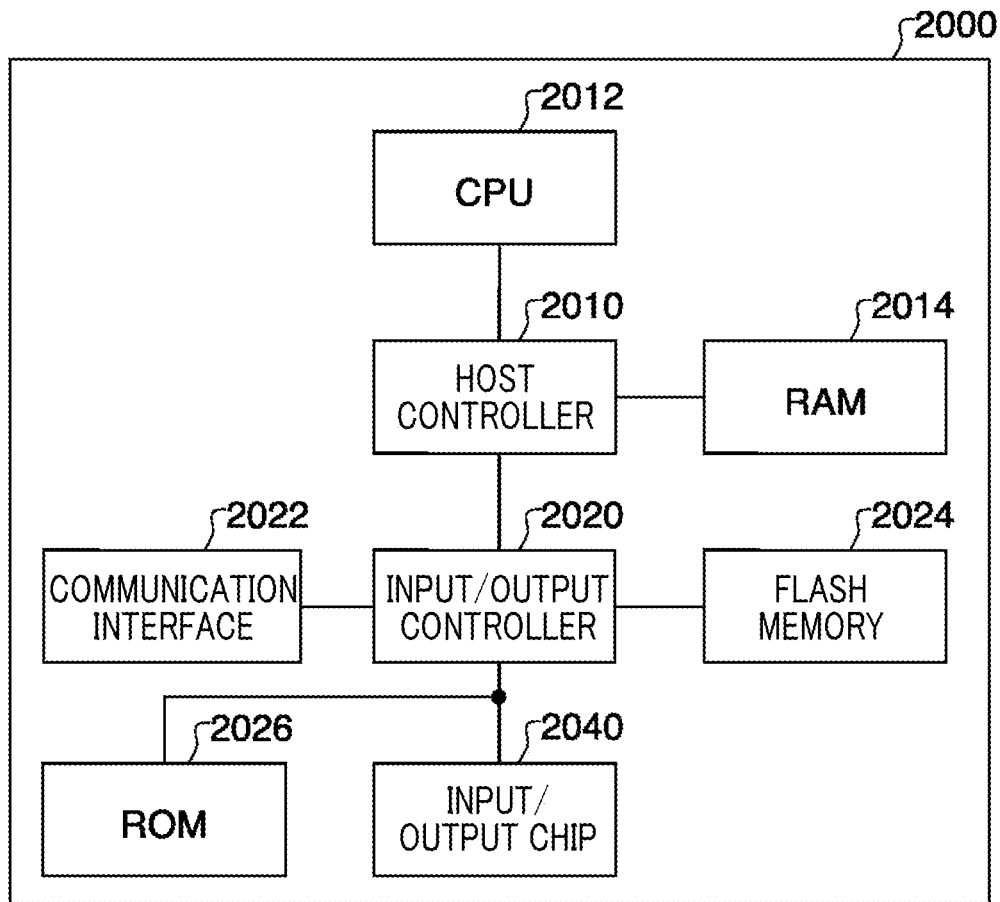 2000
2012
CPU
2010
2014
HOST
CONTROLLER
RAM
2022
2020
2024
COMMUNICATION
INTERFACE
INPUT/OUTPUT
CONTROLLER
FLASH
MEMORY
2026
2040
ROM
INPUT/
OUTPUT CHIP